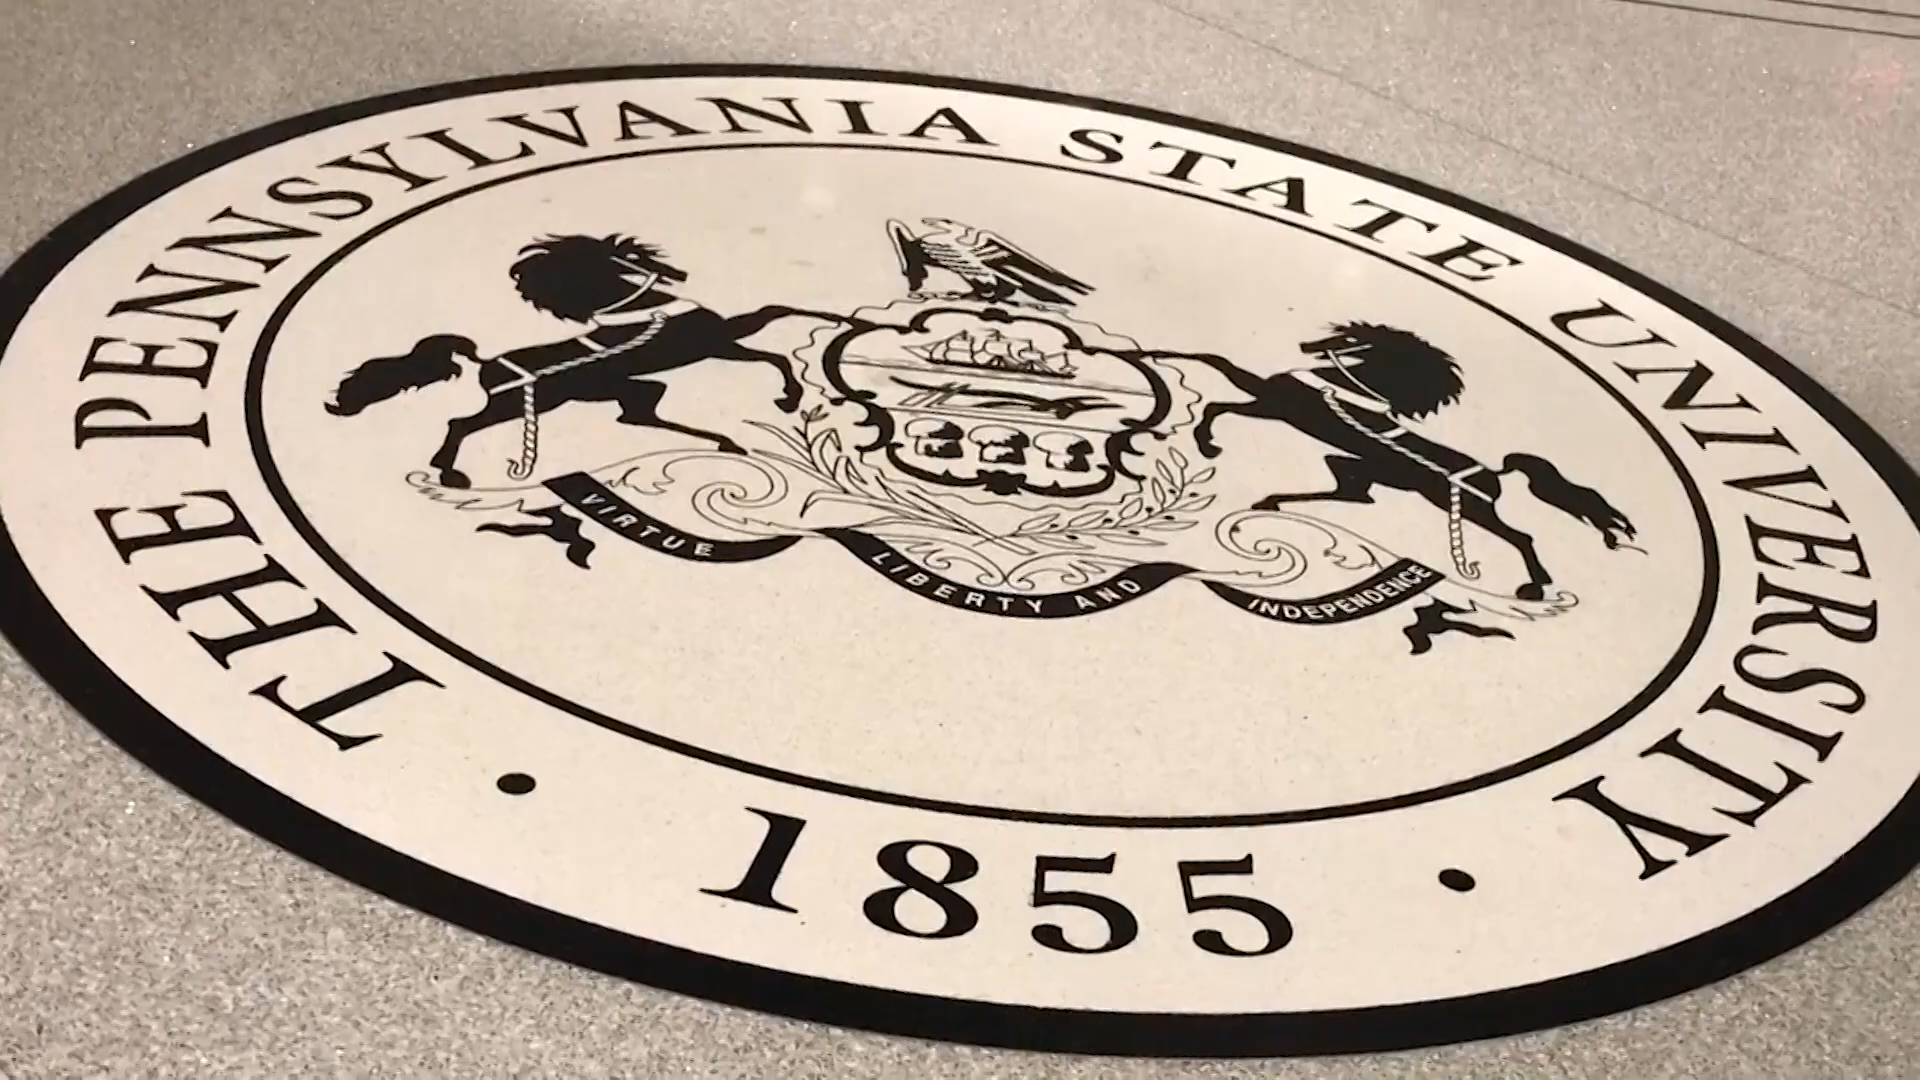 THE PENNSYLVANIA STATE UNIVERSITY
VIRTUE LIBERTY AND INDEPENDENCE
• 1855 •